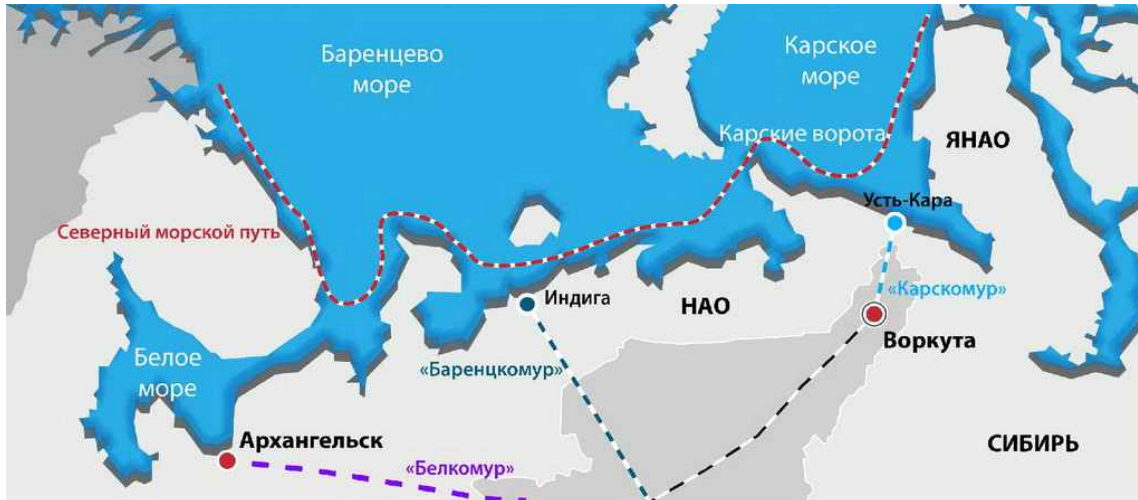 Баренцево
море
Карское
море
Карские ворота
ЯНАО
Усть-Кара
Северный морской путь
«Карскомур»
Индига
НАО
Воркута
Белое
море
«Баренцкомур»
Архангельск
СИБИРЬ
«Белкомур»